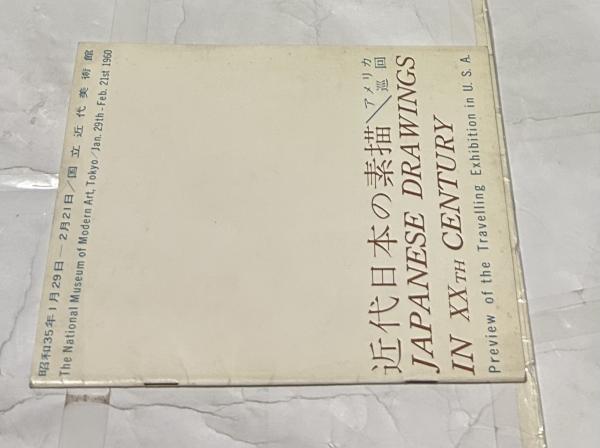 昭和35年1月29日—2月21日/国立近代美術館
The National Museum of Modern Art, Tokyo/Jan. 29th-Feb. 21st 1960
近代日本の素描/アメリカ巡回
JAPANESE DRAWINGS
IN XXTH CENTURY
Preview of the Travelling Exhibition in U. S. A.